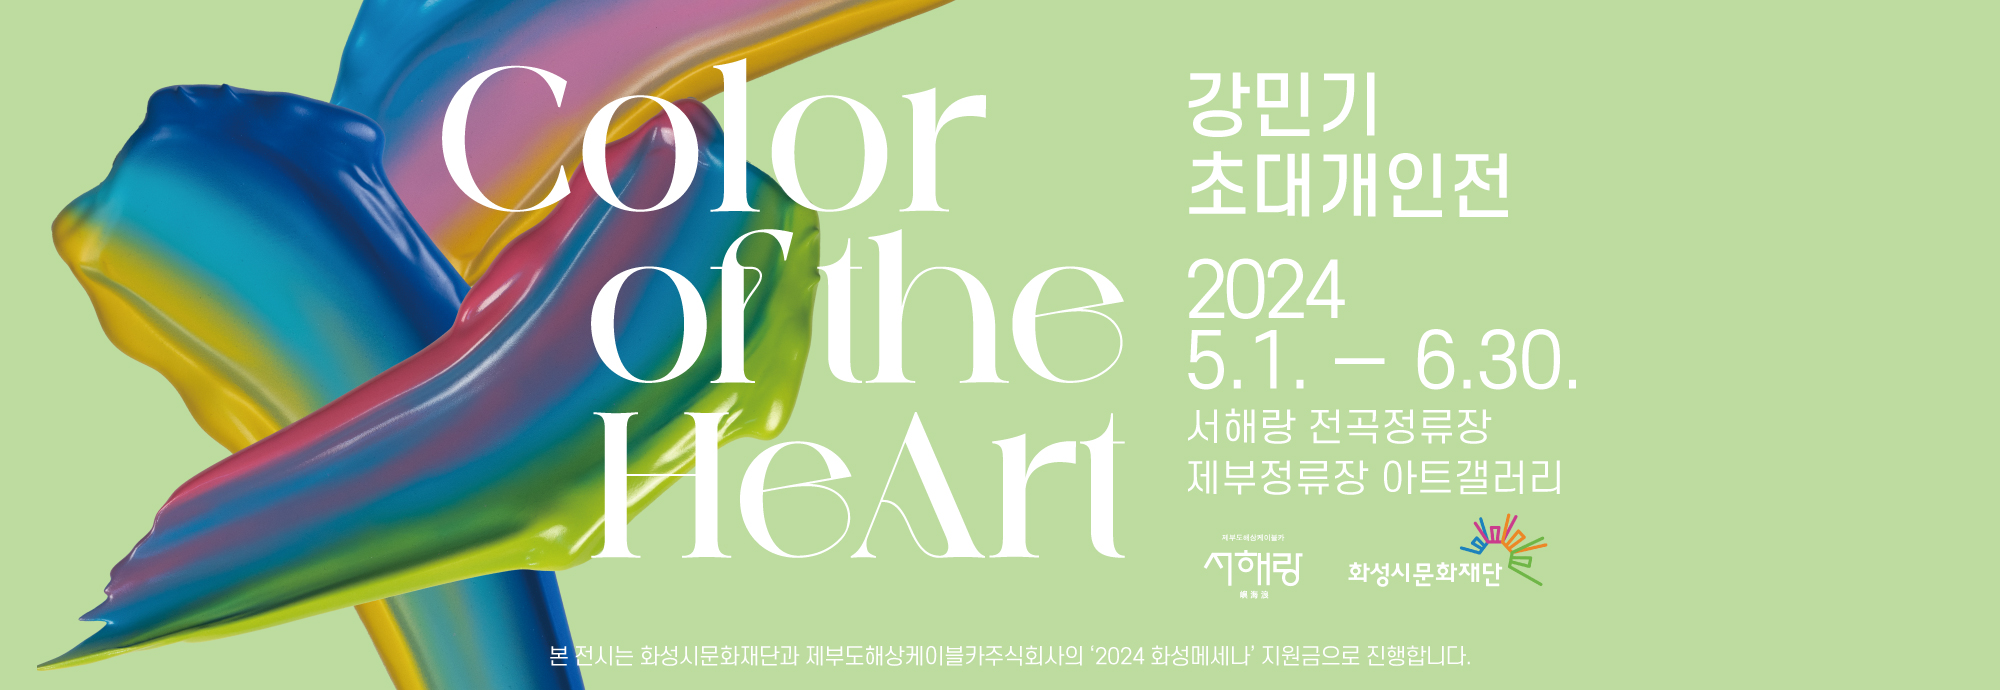 Color
of the
HeArt
강민기
초대개인전
2024
5.1. – 6.30.
서해랑 전곡정류장
제부정류장 아트갤러리
제부도해상케이블카
서해랑
화성시문화재단
본 전시는 화성시문화재단과 제부도해상케이블카주식회사의 ‘2024 화성메세나’ 지원금으로 진행합니다.